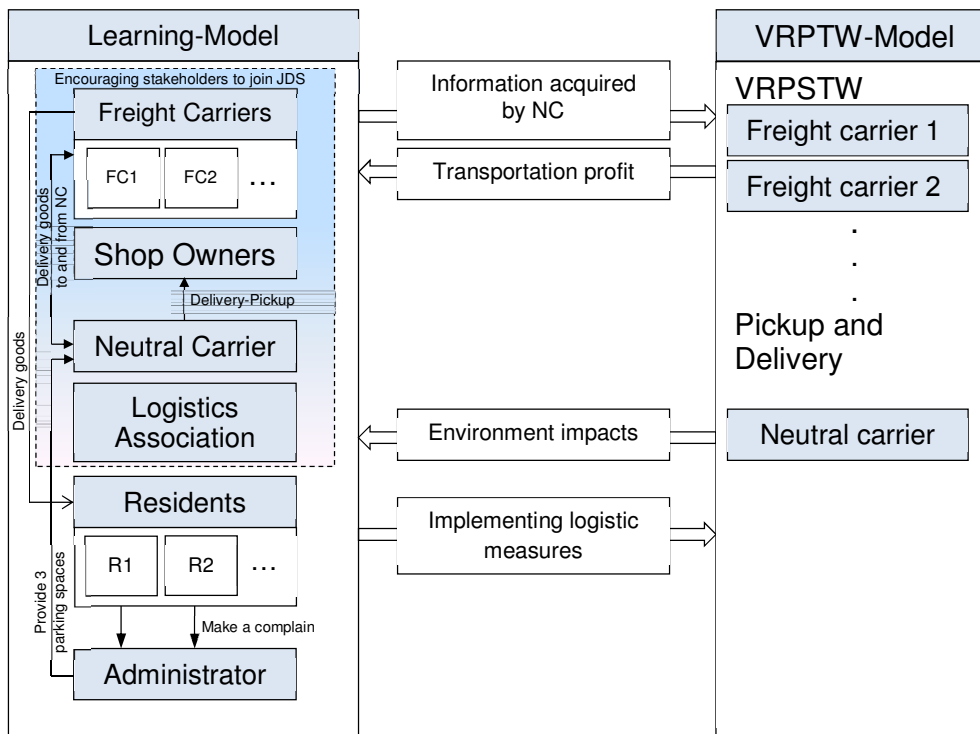 Learning-Model
Encouraging stakeholders to join JDS
Freight Carriers
FC1
FC2
...
Delivery goods
to and from NC
Shop Owners
Delivery-Pickup
Neutral Carrier
Delivery goods
Logistics
Association
Residents
R1
R2
...
Provide 3
parking spaces
Make a complain
Administrator
Information acquired
by NC
Transportation profit
Environment impacts
Implementing logistic
measures
VRPTW-Model
VRPSTW
Freight carrier 1
Freight carrier 2
.
.
.
Pickup and
Delivery
Neutral carrier